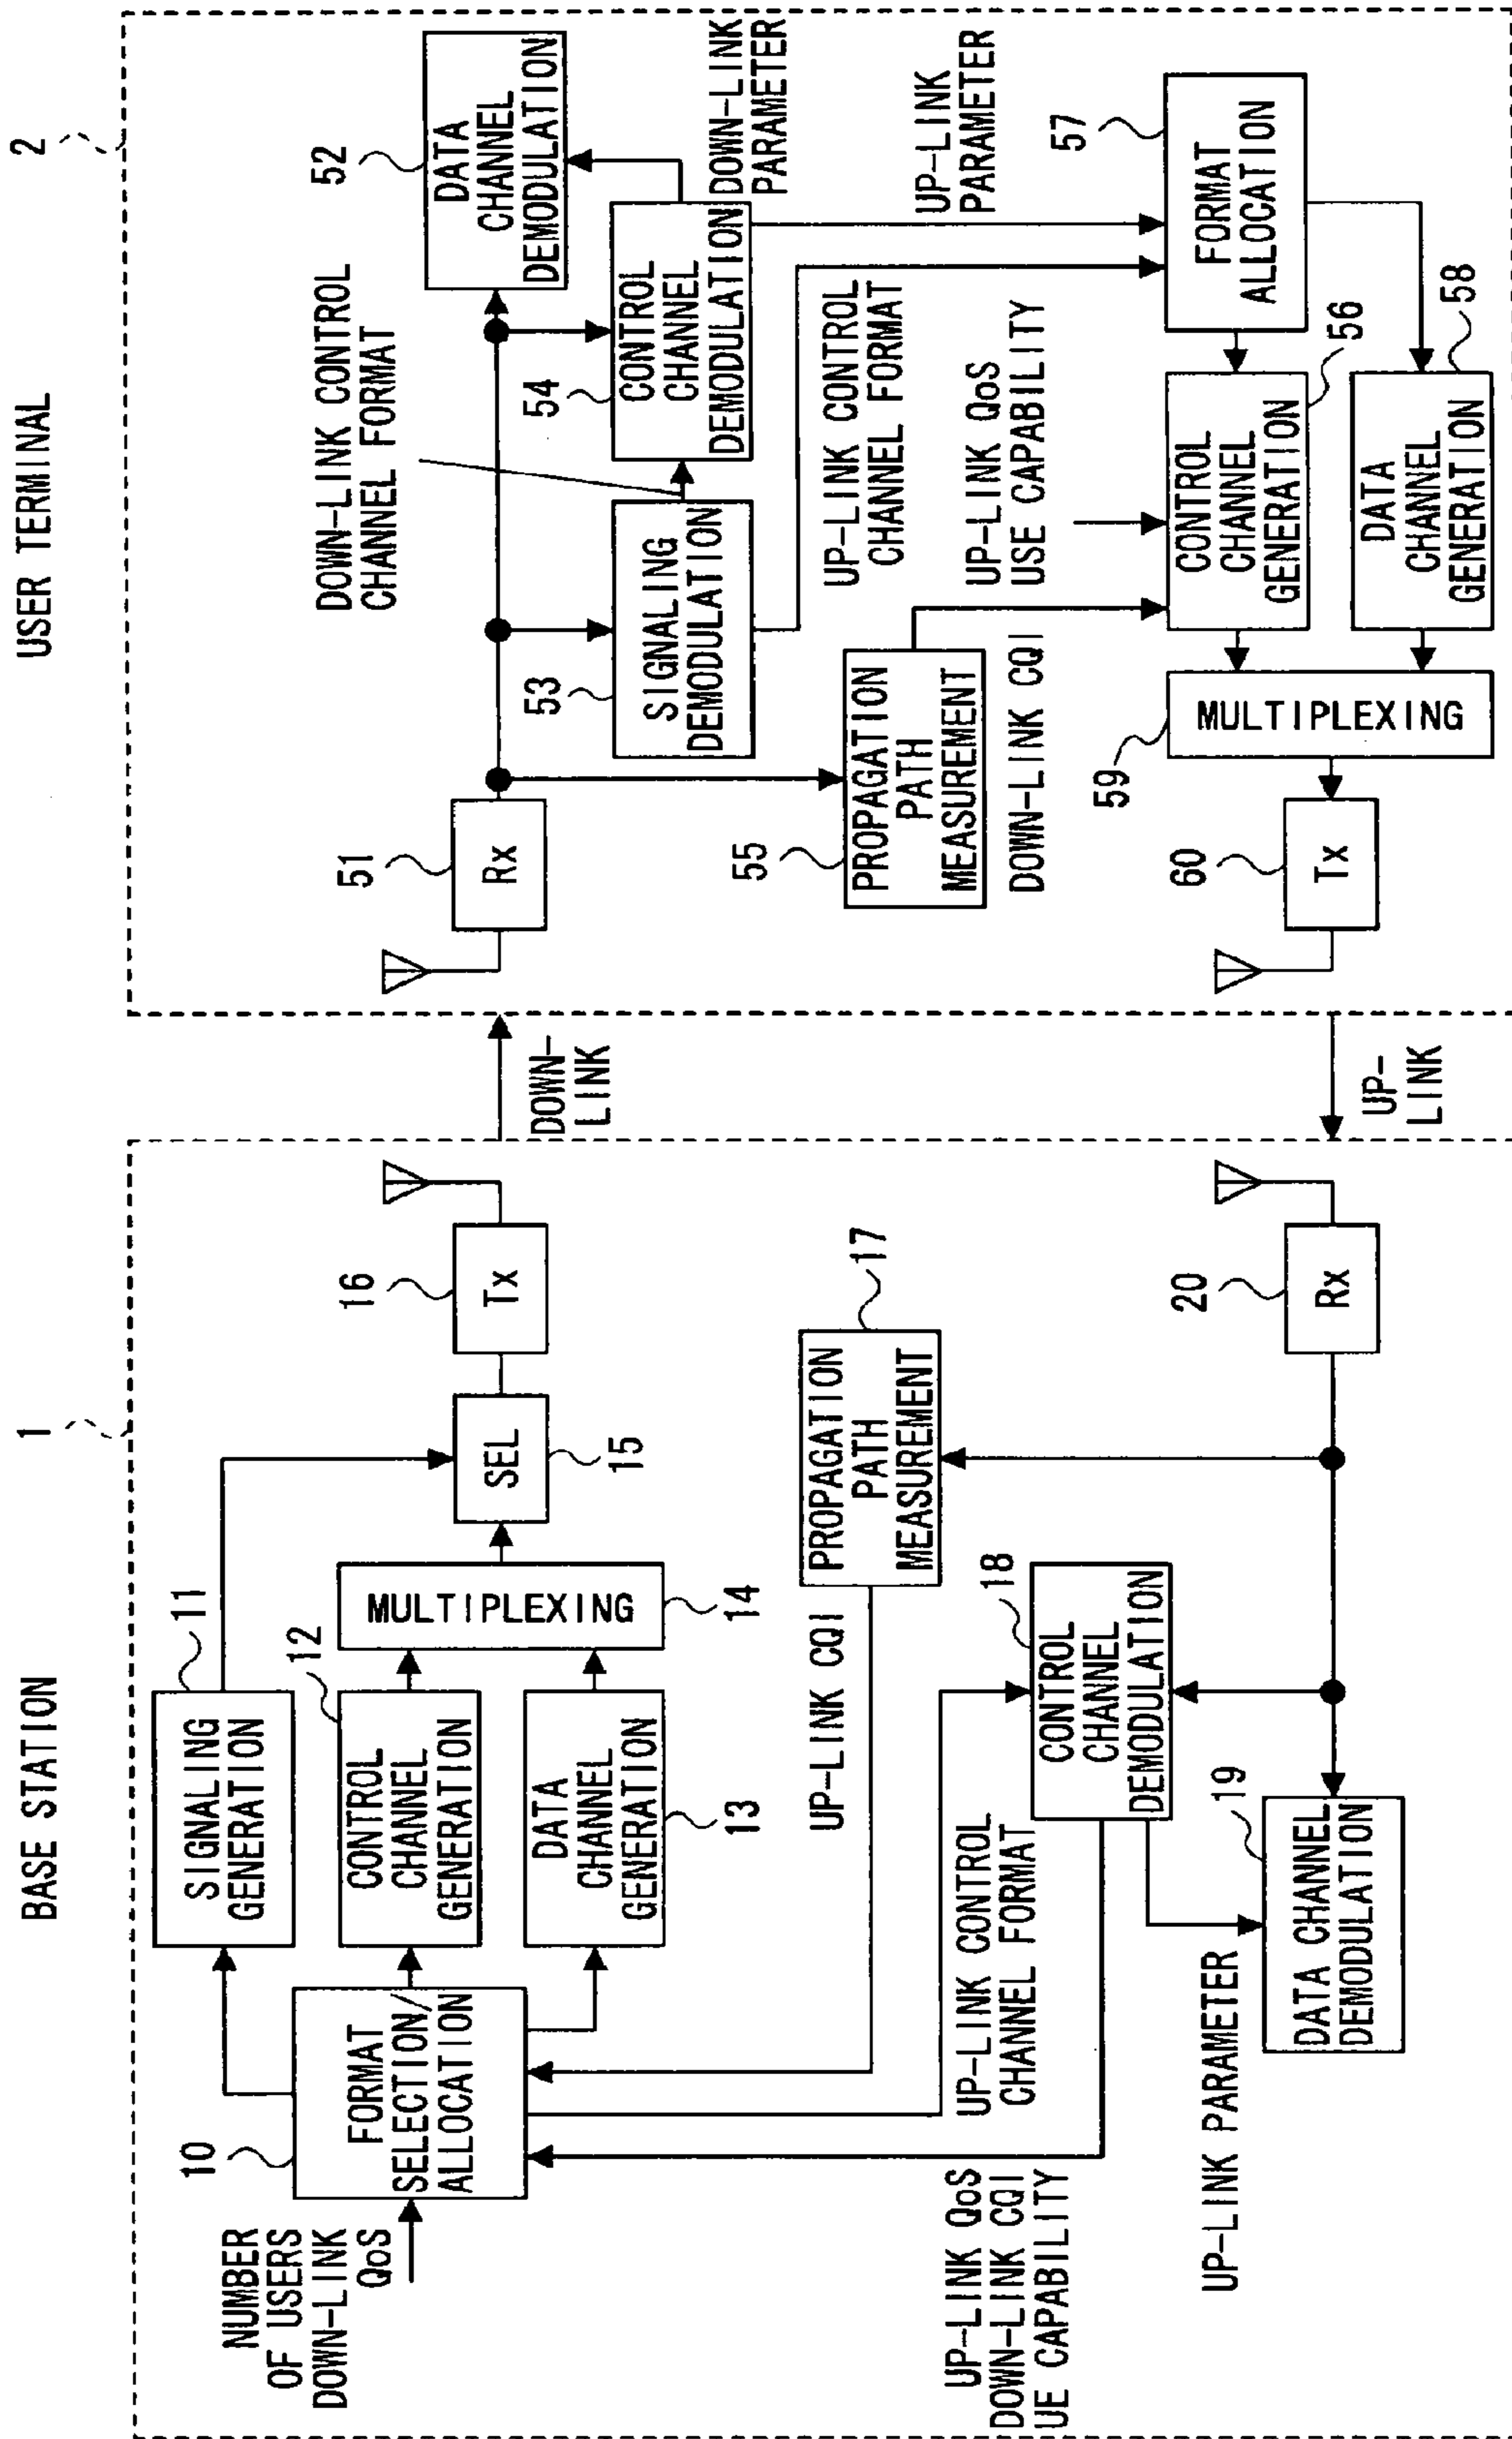 BASE STATION
1
NUMBER
OF USERS
DOWN-LINK
QoS
10
FORMAT
SELECTION/
ALLOCATION
11
SIGNALING
GENERATION
12
CONTROL
CHANNEL
GENERATION
DATA
CHANNEL
GENERATION
13
MULTIPLEXING
14
SEL
15
16
Tx
UP-LINK CQI
PROPAGATION
PATH
MEASUREMENT
17
UP-LINK CONTROL
CHANNEL FORMAT
18
CONTROL
CHANNEL
DEMODULATION
UP-LINK QoS
DOWN-LINK CQI
UE CAPABILITY
UP-LINK PARAMETER
19
DATA CHANNEL
DEMODULATION
20
Rx
DOWN-
LINK
UP-
LINK
USER TERMINAL
2
51
Rx
DOWN-LINK CONTROL
CHANNEL FORMAT
52
DATA
CHANNEL
DEMODULATION
53
SIGNALING
DEMODULATION
54
CONTROL
CHANNEL
DEMODULATION
DOWN-LINK
PARAMETER
55
PROPAGATION
PATH
MEASUREMENT
DOWN-LINK CQI
UP-LINK CONTROL
CHANNEL FORMAT
UP-LINK
PARAMETER
UP-LINK QoS
USE CAPABILITY
57
FORMAT
ALLOCATION
CONTROL
CHANNEL
GENERATION
56
DATA
CHANNEL
GENERATION
58
59
MULTIPLEXING
60
Tx